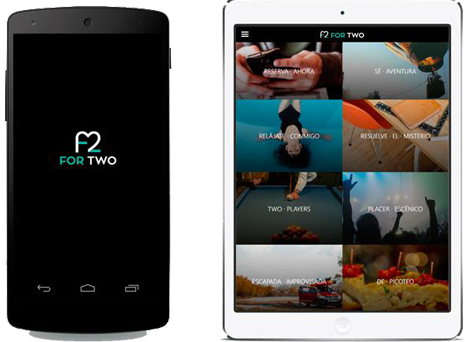 F2
FOR TWO
F2 FOR TWO
RESERVA · AHORA
SÉ · AVENTURA
RELÁJATE · CONMIGO
RESUELVE · EL · MISTERIO
TWO · PLAYERS
PLACER · ESCÉNICO
ESCAPADA · IMPROVISADA
DE · PICOTEO